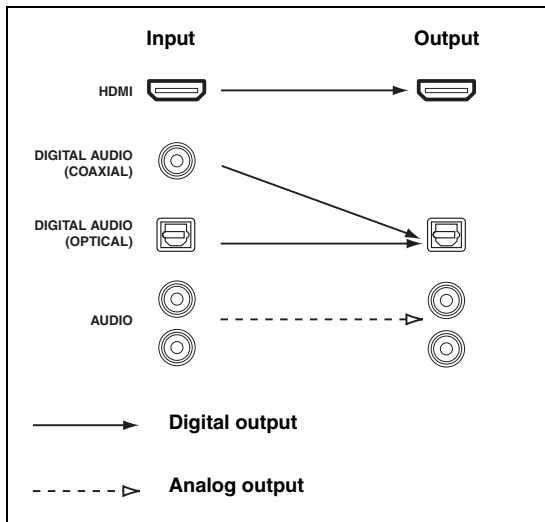 Input Output
HDMI
DIGITAL AUDIO
(COAXIAL)
DIGITAL AUDIO
(OPTICAL)
AUDIO
Digital output
Analog output